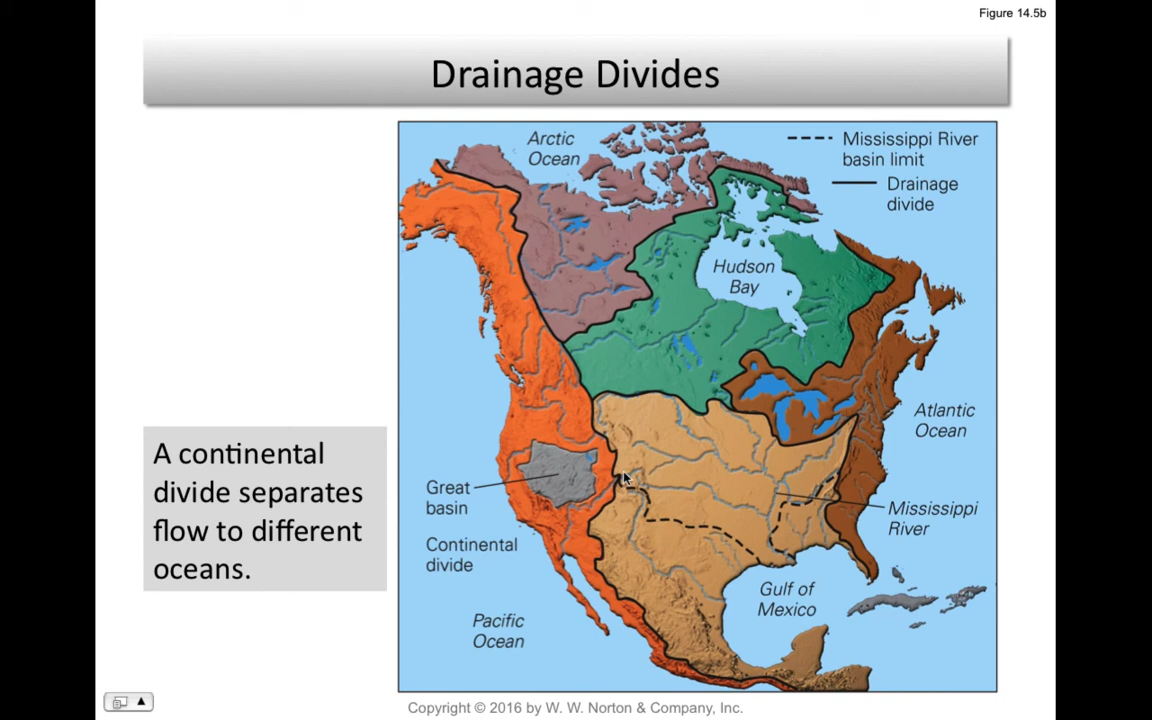 Figure 14.5b
Drainage Divides
Arctic
Ocean
Mississippi River
basin limit
Drainage
divide
Hudson
Bay
A continental
divide separates
flow to different
oceans.
Atlantic
Ocean
Great
basin
Mississippi
River
Continental
divide
Gulf of
Mexico
Pacific
Ocean
Copyright © 2016 by W. W. Norton & Company, Inc.